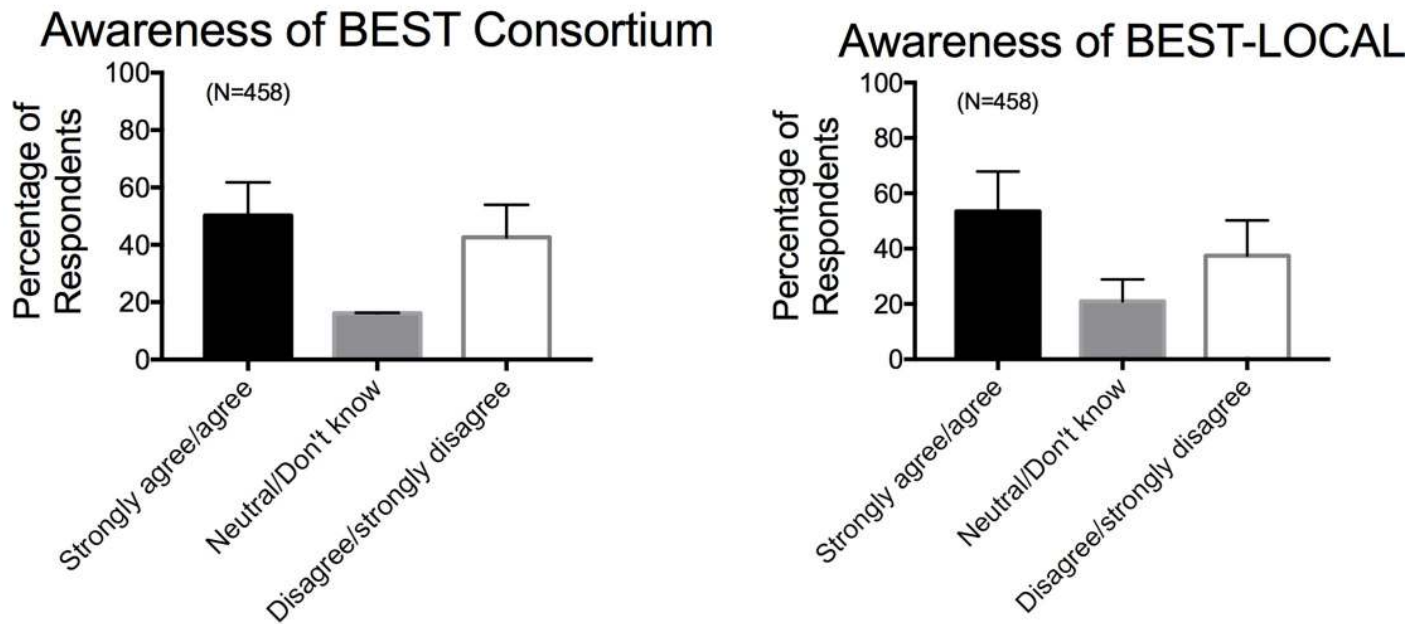 Awareness of BEST Consortium
Percentage of
Respondents
100
80
60
40
20
0
(N=458)
Strongly agree/agree
Neutral/Don't know
Disagree/strongly disagree
Awareness of BEST-LOCAL
Percentage of
Respondents
100
80
60
40
20
0
(N=458)
Strongly agree/agree
Neutral/Don't know
Disagree/strongly disagree